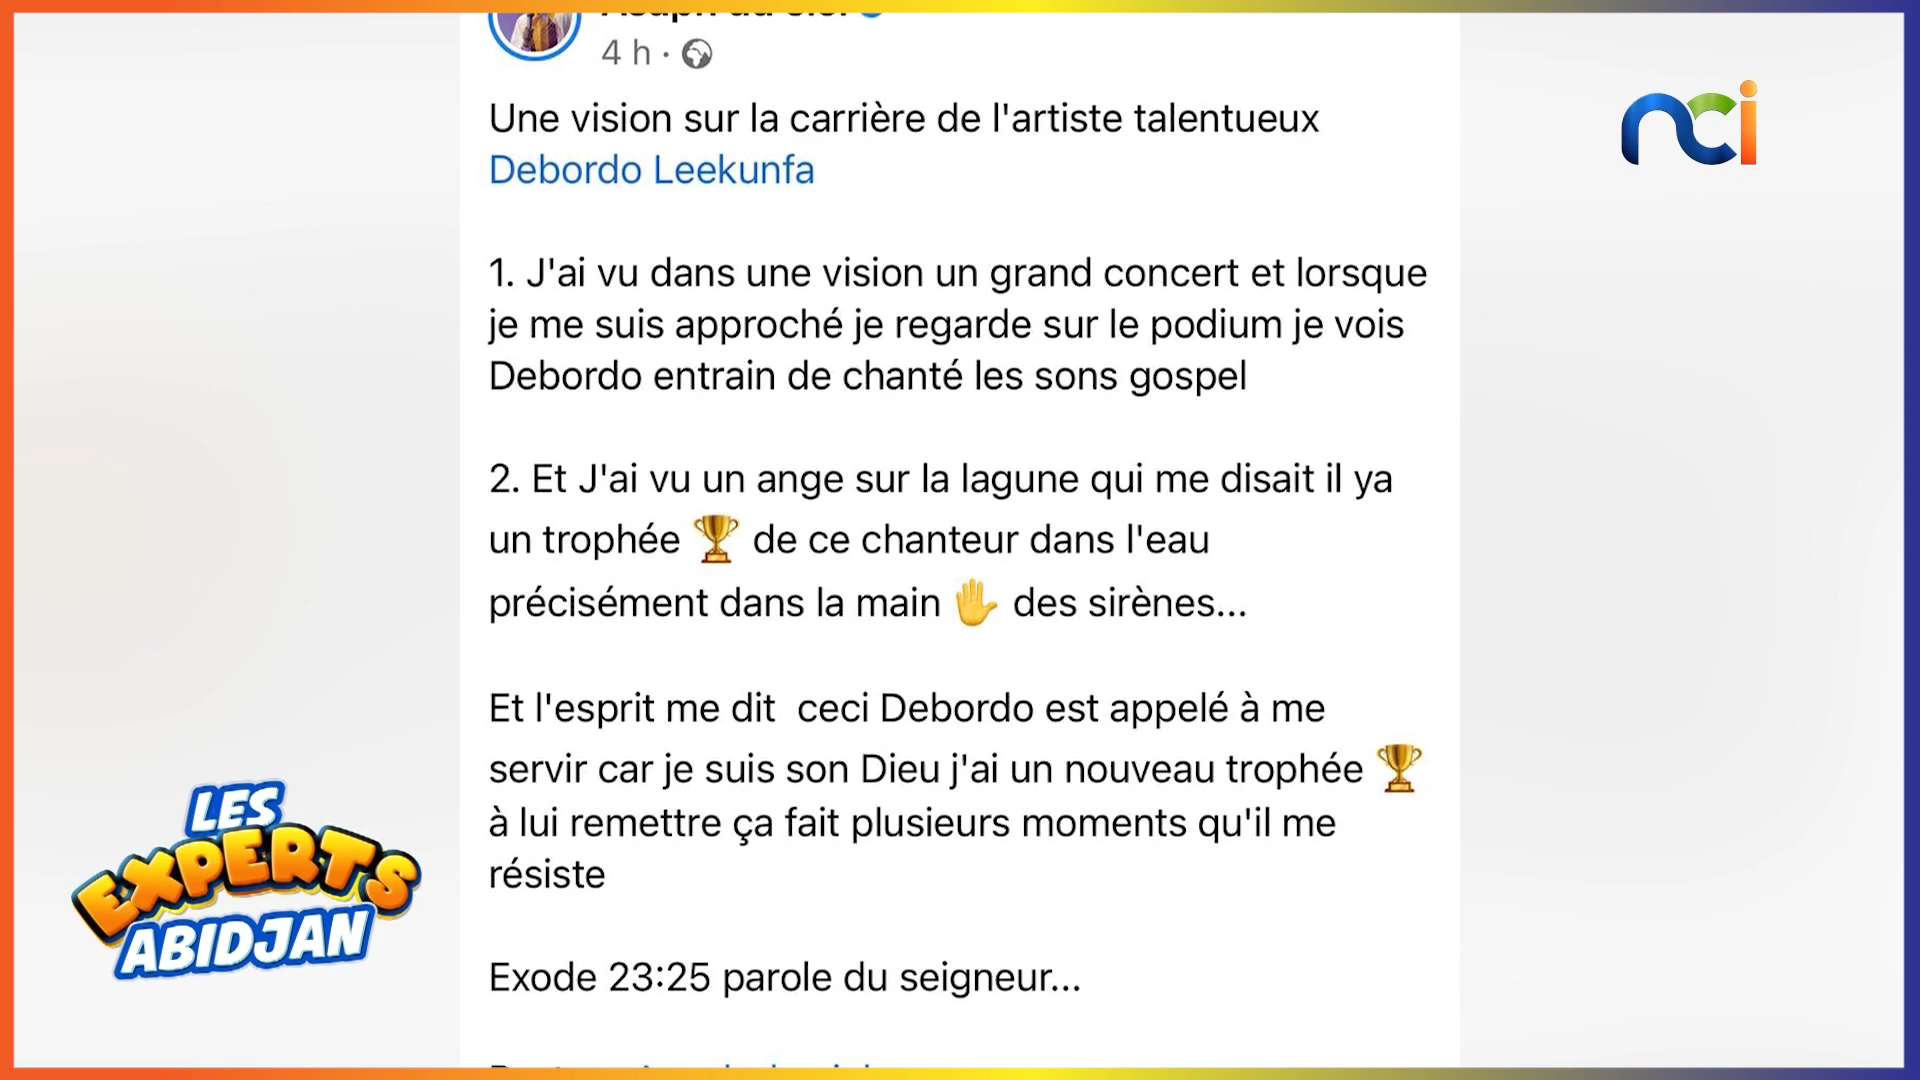 4 h ·
Une vision sur la carrière de l'artiste talentueux
Debordo Leekunfa
1. J'ai vu dans une vision un grand concert et lorsque
je me suis approché je regarde sur le podium je vois
Debordo entrain de chanté les sons gospel
2. Et J'ai vu un ange sur la lagune qui me disait il ya
un trophée 🏆 de ce chanteur dans l'eau
précisément dans la main ✋ des sirènes...
Et l'esprit me dit  ceci Debordo est appelé à me
servir car je suis son Dieu j'ai un nouveau trophée 🏆
à lui remettre ça fait plusieurs moments qu'il me
résiste
Exode 23:25 parole du seigneur...
nci
LES
EXPERTS
ABIDJAN